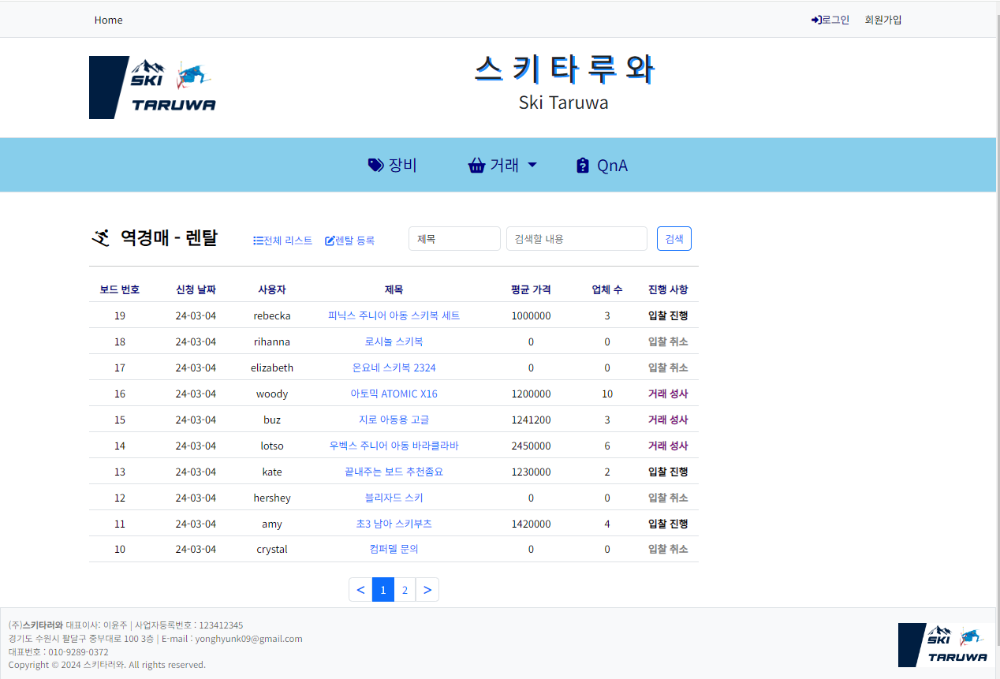 Home 로그인 회원가입
SKI
TARUWA
스키타루와
Ski Taruwa
장비 거래 QnA
역경매 - 렌탈 전체 리스트 렌탈 등록 제목 검색할 내용 검색
보드 번호 신청 날짜 사용자 제목 평균 가격 업체 수 진행 사항
19 24-03-04 rebecka 피닉스 주니어 아동 스키복 세트 1000000 3 입찰 진행
18 24-03-04 rihanna 로시놀 스키복 0 0 입찰 취소
17 24-03-04 elizabeth 온요네 스키복 2324 0 0 입찰 취소
16 24-03-04 woody 아토믹 ATOMIC X16 1200000 10 거래 성사
15 24-03-04 buz 지로 아동용 고글 1241200 3 거래 성사
14 24-03-04 lotso 우벡스 주니어 아동 바라클라바 2450000 6 거래 성사
13 24-03-04 kate 끝내주는 보드 추천좀요 1230000 2 입찰 진행
12 24-03-04 hershey 블리자드 스키 0 0 입찰 취소
11 24-03-04 amy 초3 남아 스키부츠 1420000 4 입찰 진행
10 24-03-04 crystal 컴퍼델 문의 0 0 입찰 취소
< 1 2 >
(주)스키타러와 대표이사: 이윤주 | 사업자등록번호 : 123412345
경기도 수원시 팔달구 중부대로 100 3층 | E-mail : yonghyunk09@gmail.com
대표번호 : 010-9289-0372
Copyright © 2024 스키타러와. All rights reserved.
SKI
TARUWA